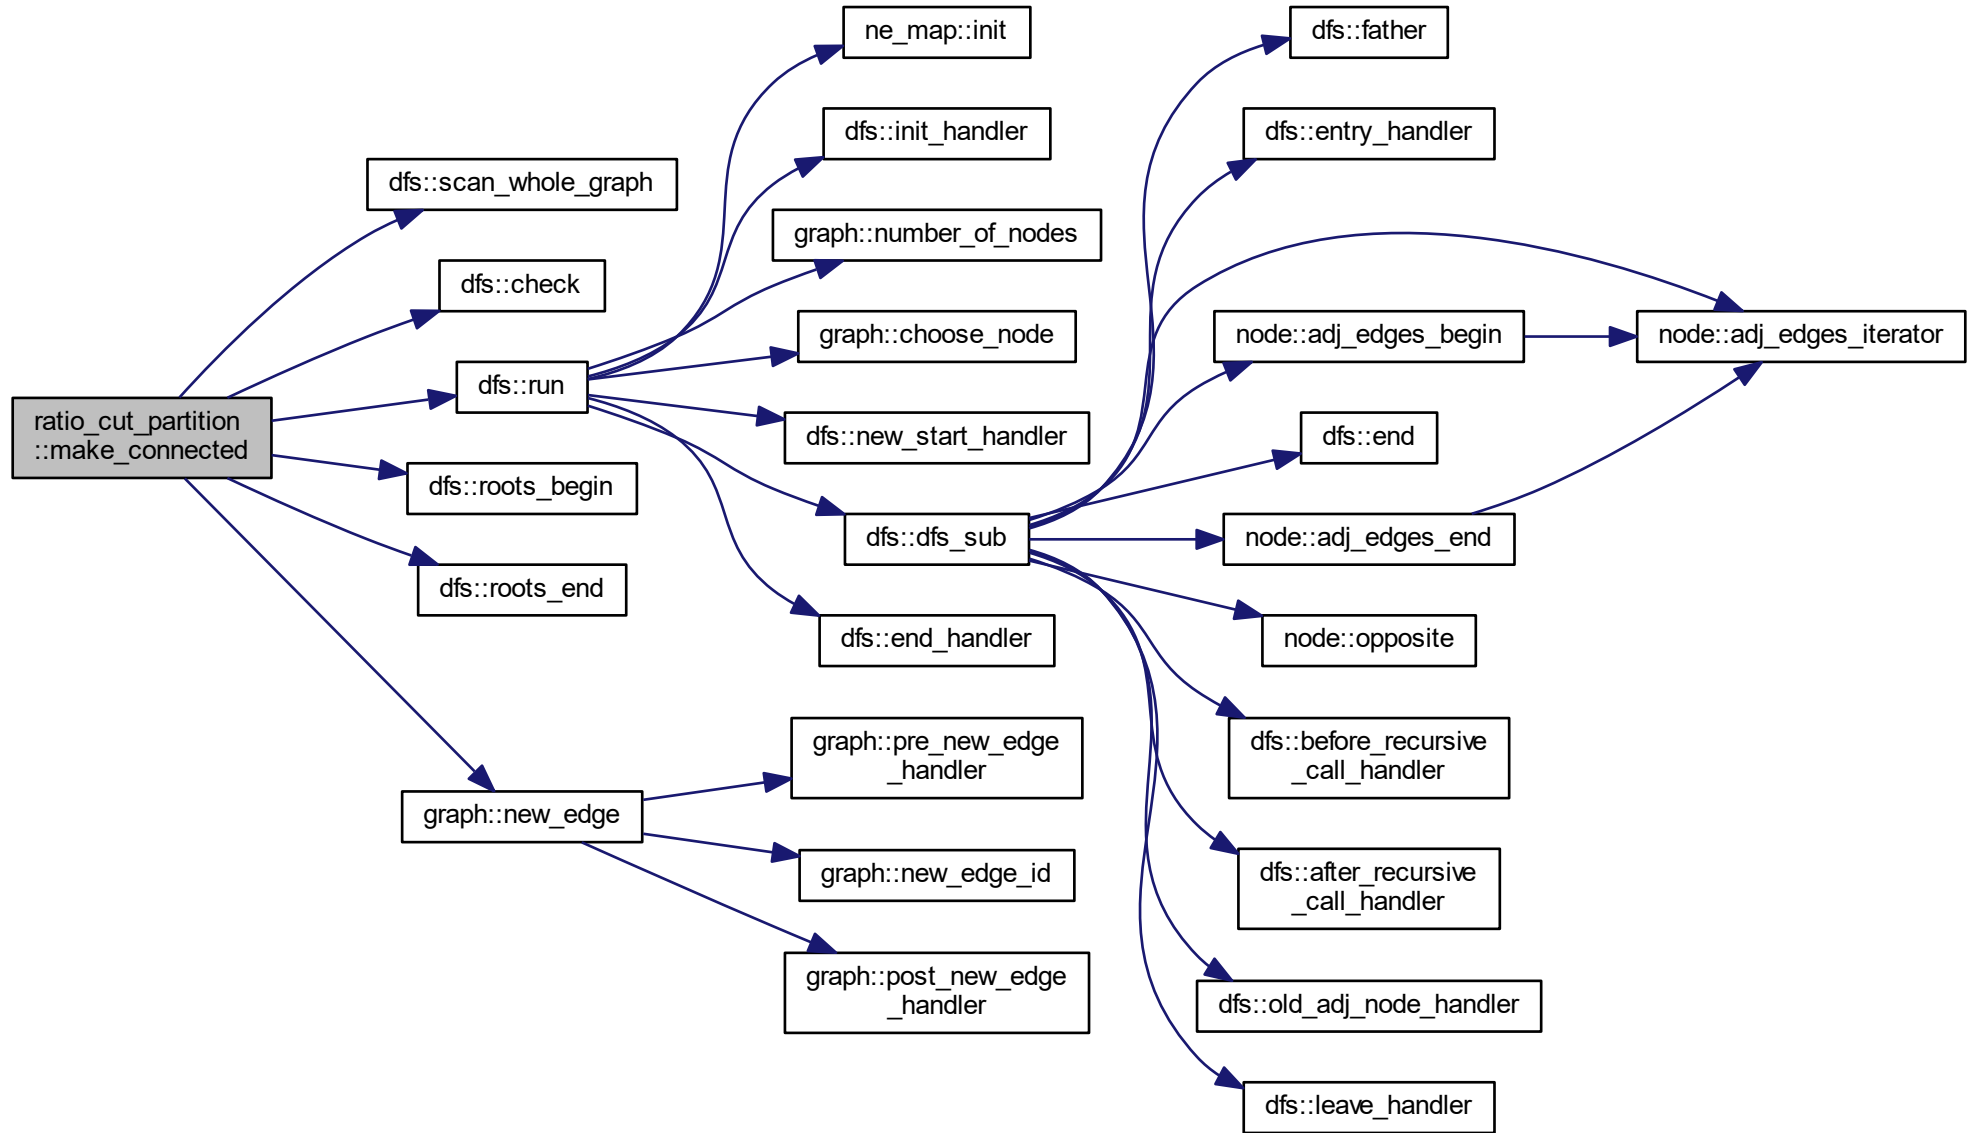 ne_map::init
dfs::father
dfs::init_handler
dfs::entry_handler
dfs::scan_whole_graph
graph::number_of_nodes
dfs::check
graph::choose_node
node::adj_edges_begin
node::adj_edges_iterator
dfs::run
ratio_cut_partition
::make_connected
dfs::new_start_handler
dfs::end
dfs::roots_begin
dfs::dfs_sub
node::adj_edges_end
dfs::roots_end
dfs::end_handler
node::opposite
graph::pre_new_edge
_handler
dfs::before_recursive
_call_handler
graph::new_edge
graph::new_edge_id
dfs::after_recursive
_call_handler
graph::post_new_edge
_handler
dfs::old_adj_node_handler
dfs::leave_handler